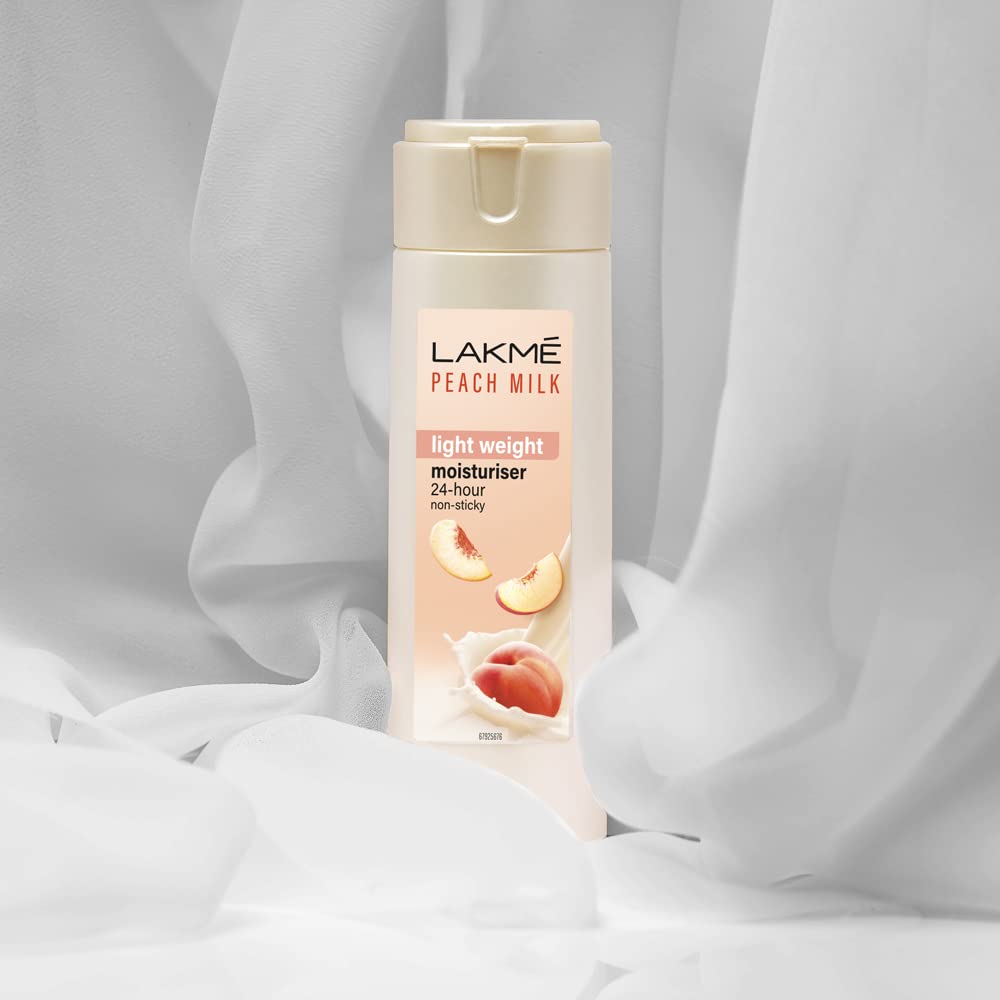 LAKMÉ
PEACH MILK
light weight
moisturiser
24-hour
non-sticky
67925676